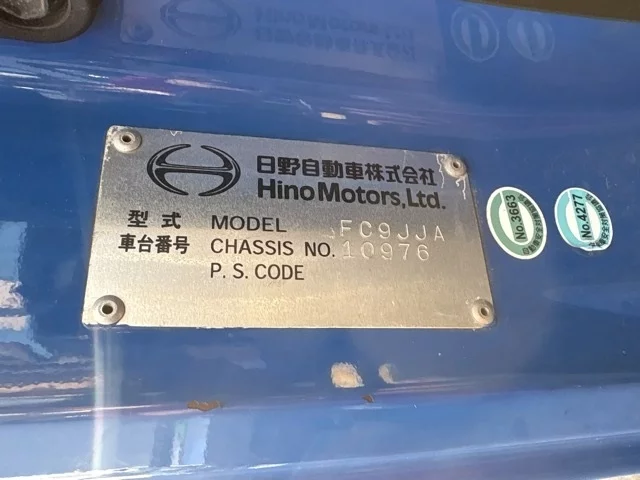 日野自動車株式会社
Hino Motors, Ltd.
型式 MODEL FC9JJA
車台番号 CHASSIS NO. 10976
P. S. CODE
No.3663
No.4277